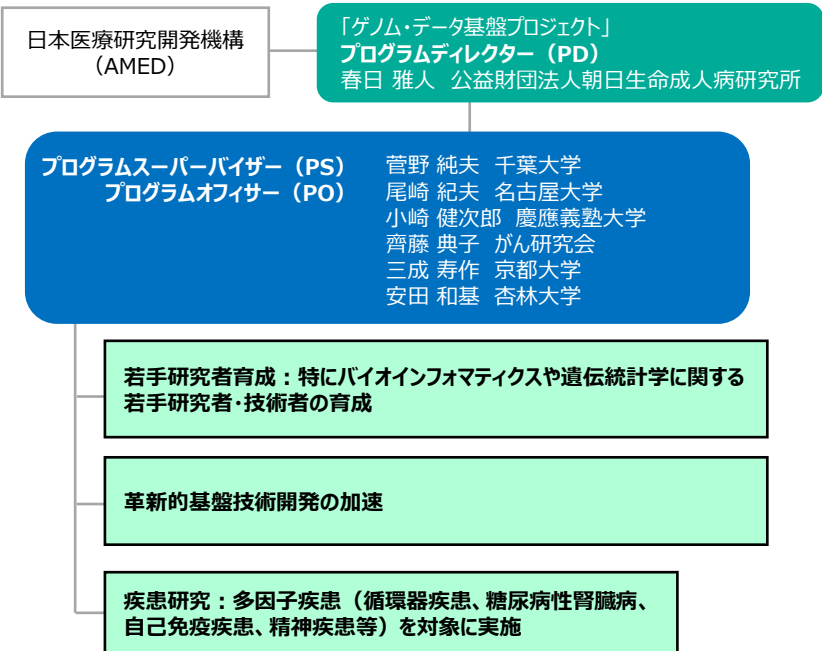 日本医療研究開発機構
（AMED）
「ゲノム・データ基盤プロジェクト」
プログラムディレクター（PD）
春日 雅人 公益財団法人朝日生命成人病研究所
プログラムスーパーバイザー（PS）
プログラムオフィサー（PO）
菅野 純夫 千葉大学
尾崎 紀夫 名古屋大学
小崎 健次郎 慶應義塾大学
齊藤 典子 がん研究会
三成 寿作 京都大学
安田 和基 杏林大学
若手研究者育成：特にバイオインフォマティクスや遺伝統計学に関する
若手研究者・技術者の育成
革新的基盤技術開発の加速
疾患研究：多因子疾患（循環器疾患、糖尿病性腎臓病、
自己免疫疾患、精神疾患等）を対象に実施